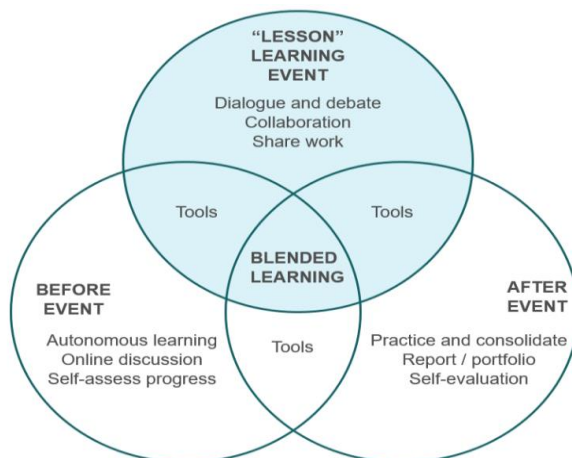 “LESSON”
LEARNING
EVENT
Dialogue and debate
Collaboration
Share work
Tools
Tools
BLENDED
LEARNING
BEFORE
EVENT
Autonomous learning
Online discussion
Self-assess progress
Tools
AFTER
EVENT
Practice and consolidate
Report / portfolio
Self-evaluation